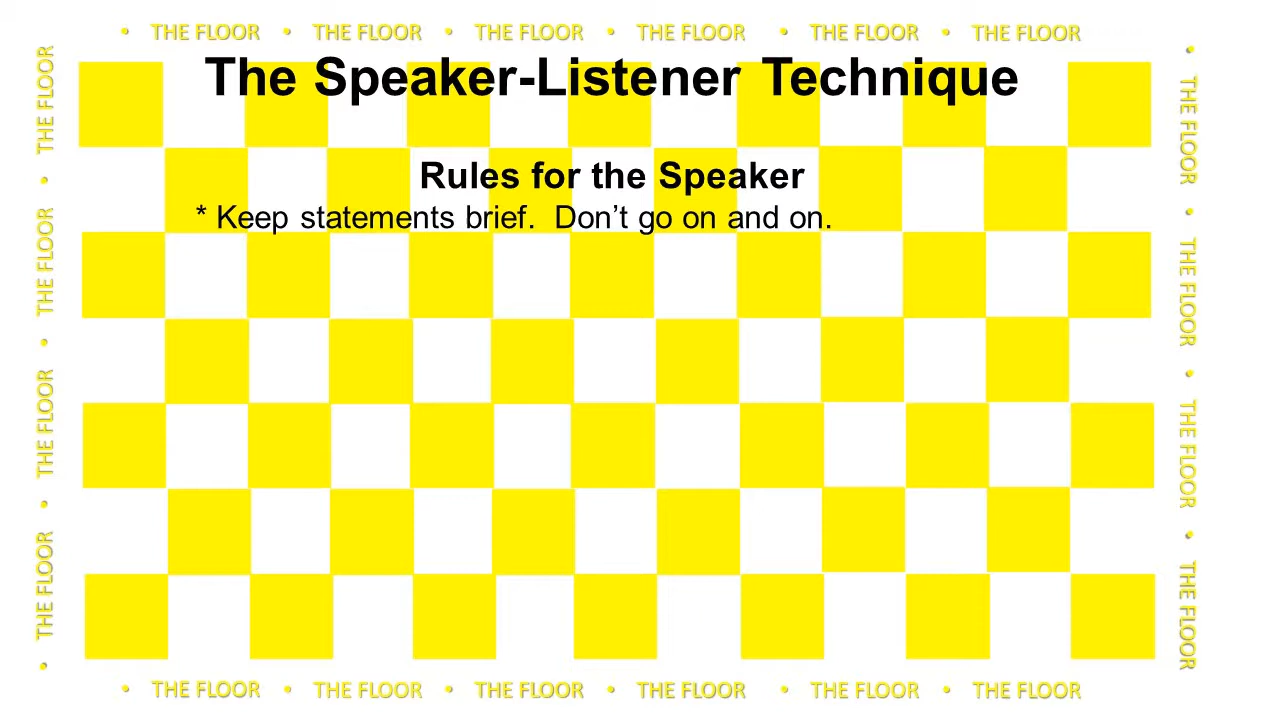 • THE FLOOR • THE FLOOR • THE FLOOR • THE FLOOR • THE FLOOR • THE FLOOR
The Speaker-Listener Technique
Rules for the Speaker
* Keep statements brief.  Don’t go on and on.
• THE FLOOR • THE FLOOR • THE FLOOR • THE FLOOR
• THE FLOOR • THE FLOOR • THE FLOOR • THE FLOOR
• THE FLOOR • THE FLOOR • THE FLOOR • THE FLOOR • THE FLOOR • THE FLOOR